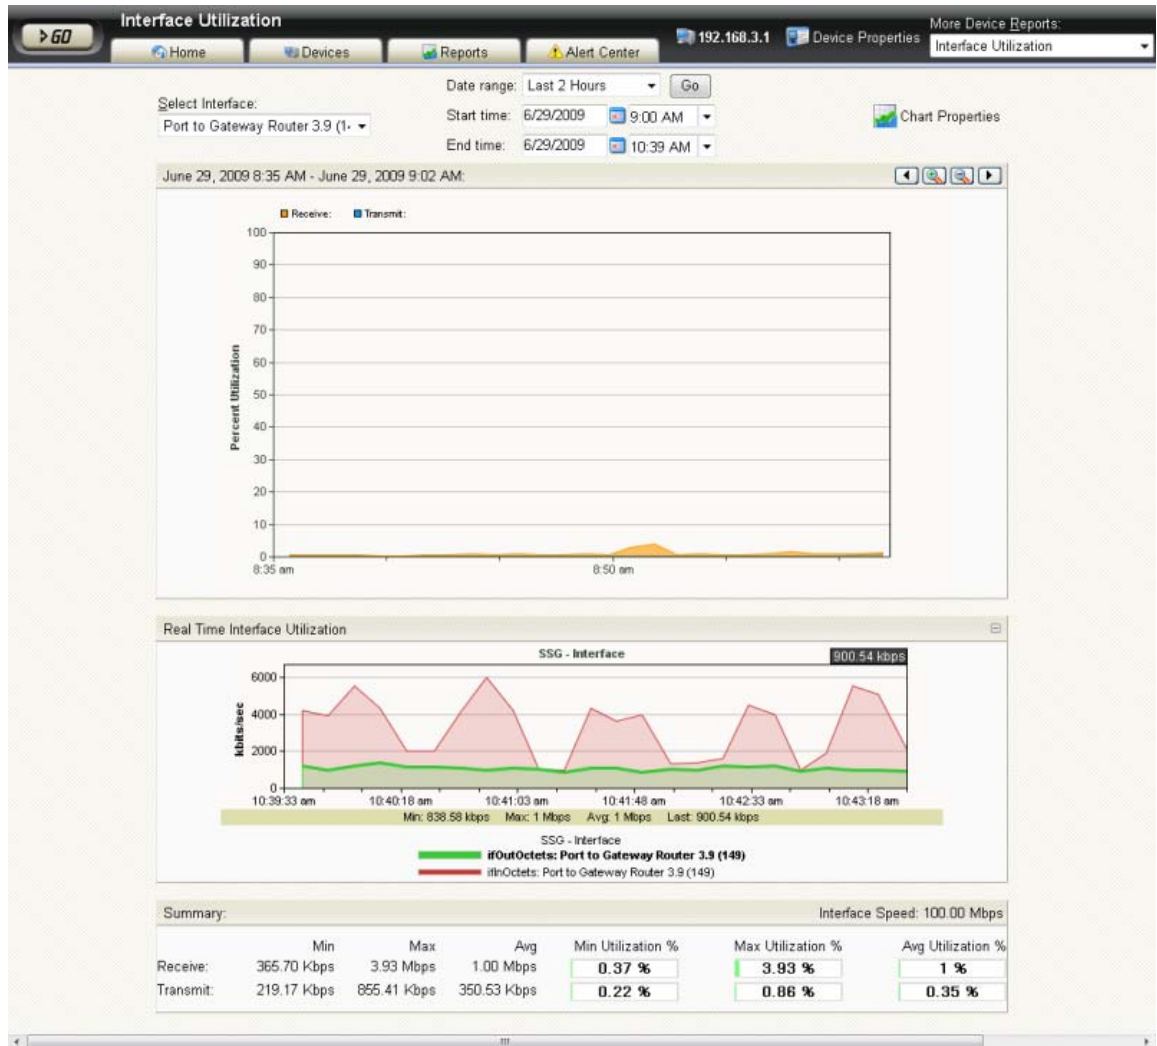 GO
Interface Utilization
Home
Devices
Reports
Alert Center
192.168.3.1
Device Properties
More Device Reports:
Interface Utilization
Select Interface:
Port to Gateway Router 3.9 (1-
Date range: Last 2 Hours Go
Start time: 6/29/2009 9:00 AM
End time: 6/29/2009 10:39 AM
Chart Properties
June 29, 2009 8:35 AM - June 29, 2009 9:02 AM:
Receive: Transmit:
Percent Utilization
100
90
80
70
60
50
40
30
20
10
0
8:35 am 8:50 am
Real Time Interface Utilization
SSG - Interface
900.54 kbps
kbits/sec
6000
4000
2000
0
10:39:33 am 10:40:18 am 10:41:03 am 10:41:48 am 10:42:33 am 10:43:18 am
Min: 838.58 kbps Max: 1 Mbps Avg: 1 Mbps Last: 900.54 kbps
SSG - Interface
ifOutOctets: Port to Gateway Router 3.9 (149)
ifInOctets: Port to Gateway Router 3.9 (149)
Summary: Interface Speed: 100.00 Mbps
Min Max Avg Min Utilization % Max Utilization % Avg Utilization %
Receive: 365.70 Kbps 3.93 Mbps 1.00 Mbps 0.37 % 3.93 % 1 %
Transmit: 219.17 Kbps 855.41 Kbps 350.53 Kbps 0.22 % 0.86 % 0.35 %